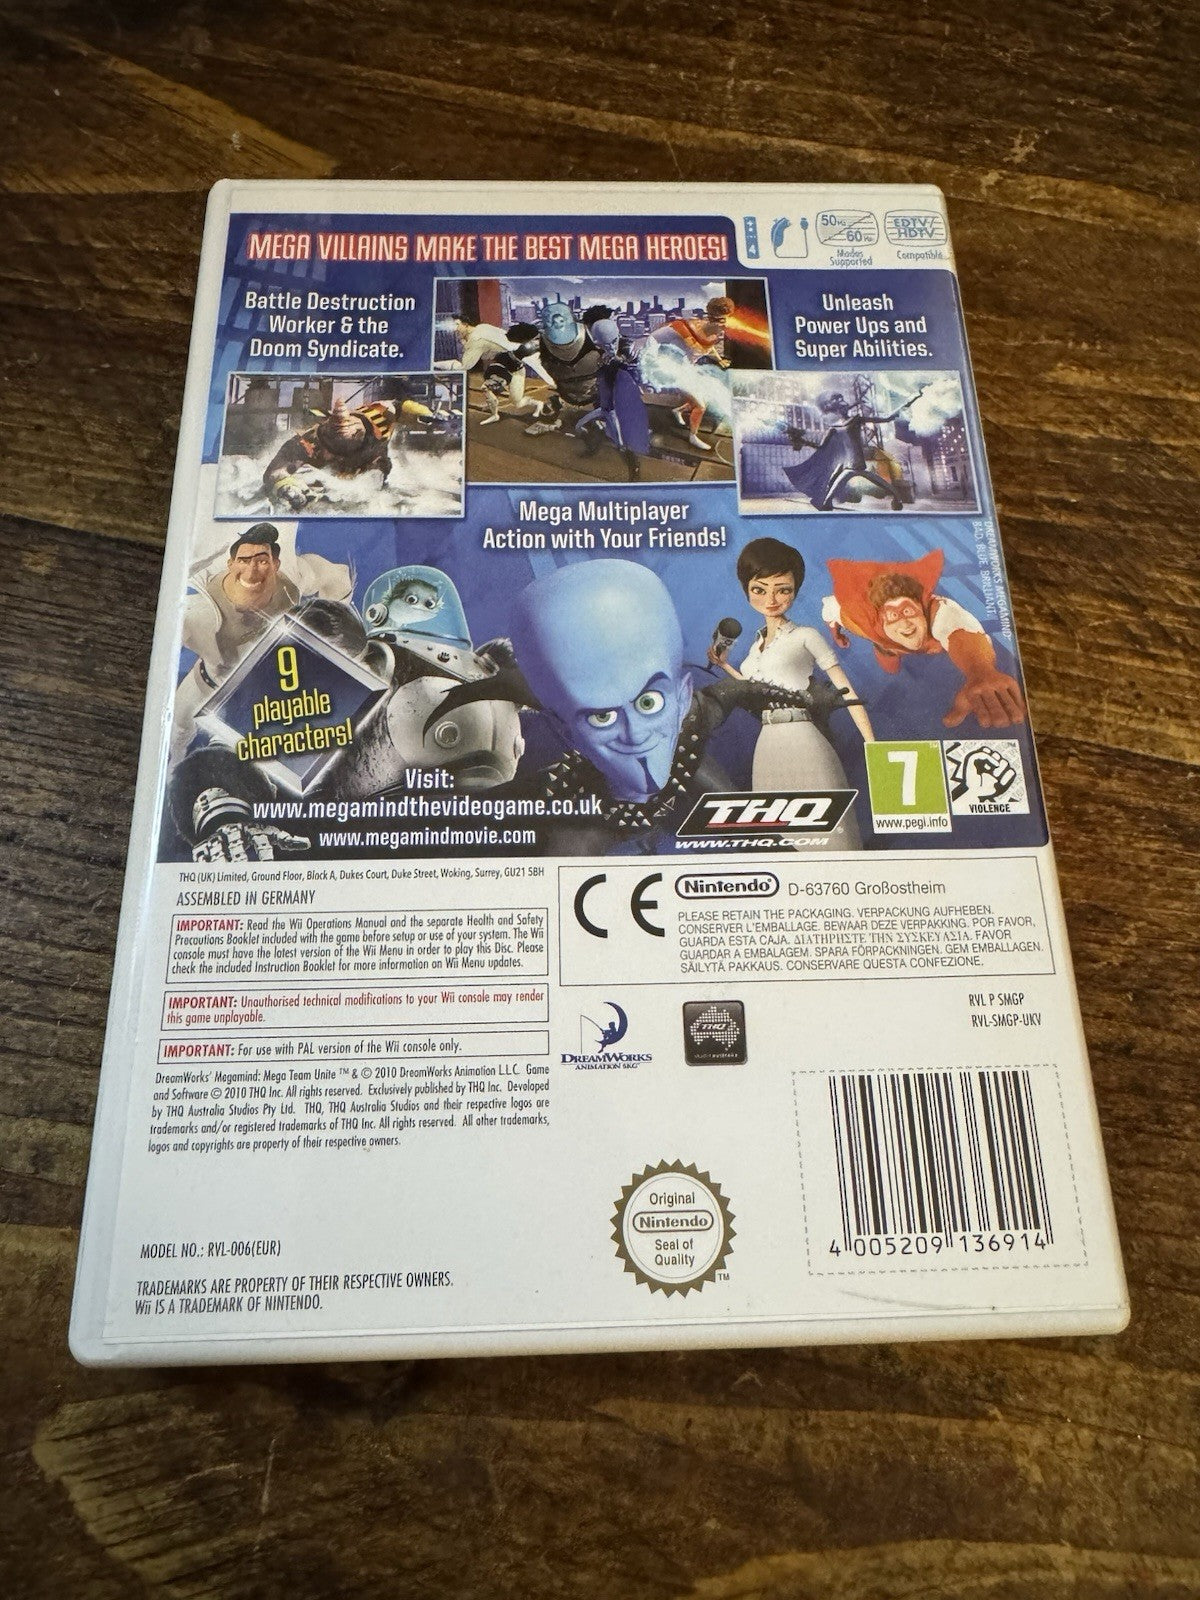 MEGA VILLAINS MAKE THE BEST MEGA HEROES!
4
50Hz
60Hz
Modes
Supported
EDTV/
HDTV
Compatible
Battle Destruction
Worker & the
Doom Syndicate.
Unleash
Power Ups and
Super Abilities.
Mega Multiplayer
Action with Your Friends!
DREAMWORKS MEGAMIND
BAD. BLUE. BRILLIANT.
9
playable
characters!
Visit:
www.megamindthevideogame.co.uk
www.megamindmovie.com
THQ
WWW.THQ.COM
7
www.pegi.info
VIOLENCE
THQ (UK) Limited, Ground Floor, Block A, Dukes Court, Duke Street, Woking, Surrey, GU21 5BH
ASSEMBLED IN GERMANY
IMPORTANT: Read the Wii Operations Manual and the separate Health and Safety
Precautions Booklet included with the game before setup or use of your system. The Wii
console must have the latest version of the Wii Menu in order to play this Disc. Please
check the included Instruction Booklet for more information on Wii Menu updates.
IMPORTANT: Unauthorised technical modifications to your Wii console may render
this game unplayable.
IMPORTANT: For use with PAL version of the Wii console only.
DreamWorks' Megamind: Mega Team Unite ™ & © 2010 DreamWorks Animation L.L.C. Game
and Software © 2010 THQ Inc. All rights reserved. Exclusively published by THQ Inc. Developed
by THQ Australia Studios Pty Ltd. THQ, THQ Australia Studios and their respective logos are
trademarks and/or registered trademarks of THQ Inc. All rights reserved. All other trademarks,
logos and copyrights are property of their respective owners.
CE
Nintendo® D-63760 Großostheim
PLEASE RETAIN THE PACKAGING. VERPACKUNG AUFHEBEN.
CONSERVER L'EMBALLAGE. BEWAAR DEZE VERPAKKING. POR FAVOR,
GUARDA ESTA CAJA. ΔΙΑΤΗΡΗΣΤΕ ΤΗΝ ΣΥΣΚΕΥΑΣΙΑ. FAVOR
GUARDAR A EMBALAGEM. SPARA FÖRPACKNINGEN. GEM EMBALLAGEN.
SÄILYTÄ PAKKAUS. CONSERVARE QUESTA CONFEZIONE.
DREAMWORKS
ANIMATION SKG
THQ
studio australia
RVL P SMGP
RVL-SMGP-UKV
Original
Nintendo
Seal of
Quality
TM
4 005209 136914
MODEL NO.: RVL-006(EUR)
TRADEMARKS ARE PROPERTY OF THEIR RESPECTIVE OWNERS.
Wii IS A TRADEMARK OF NINTENDO.